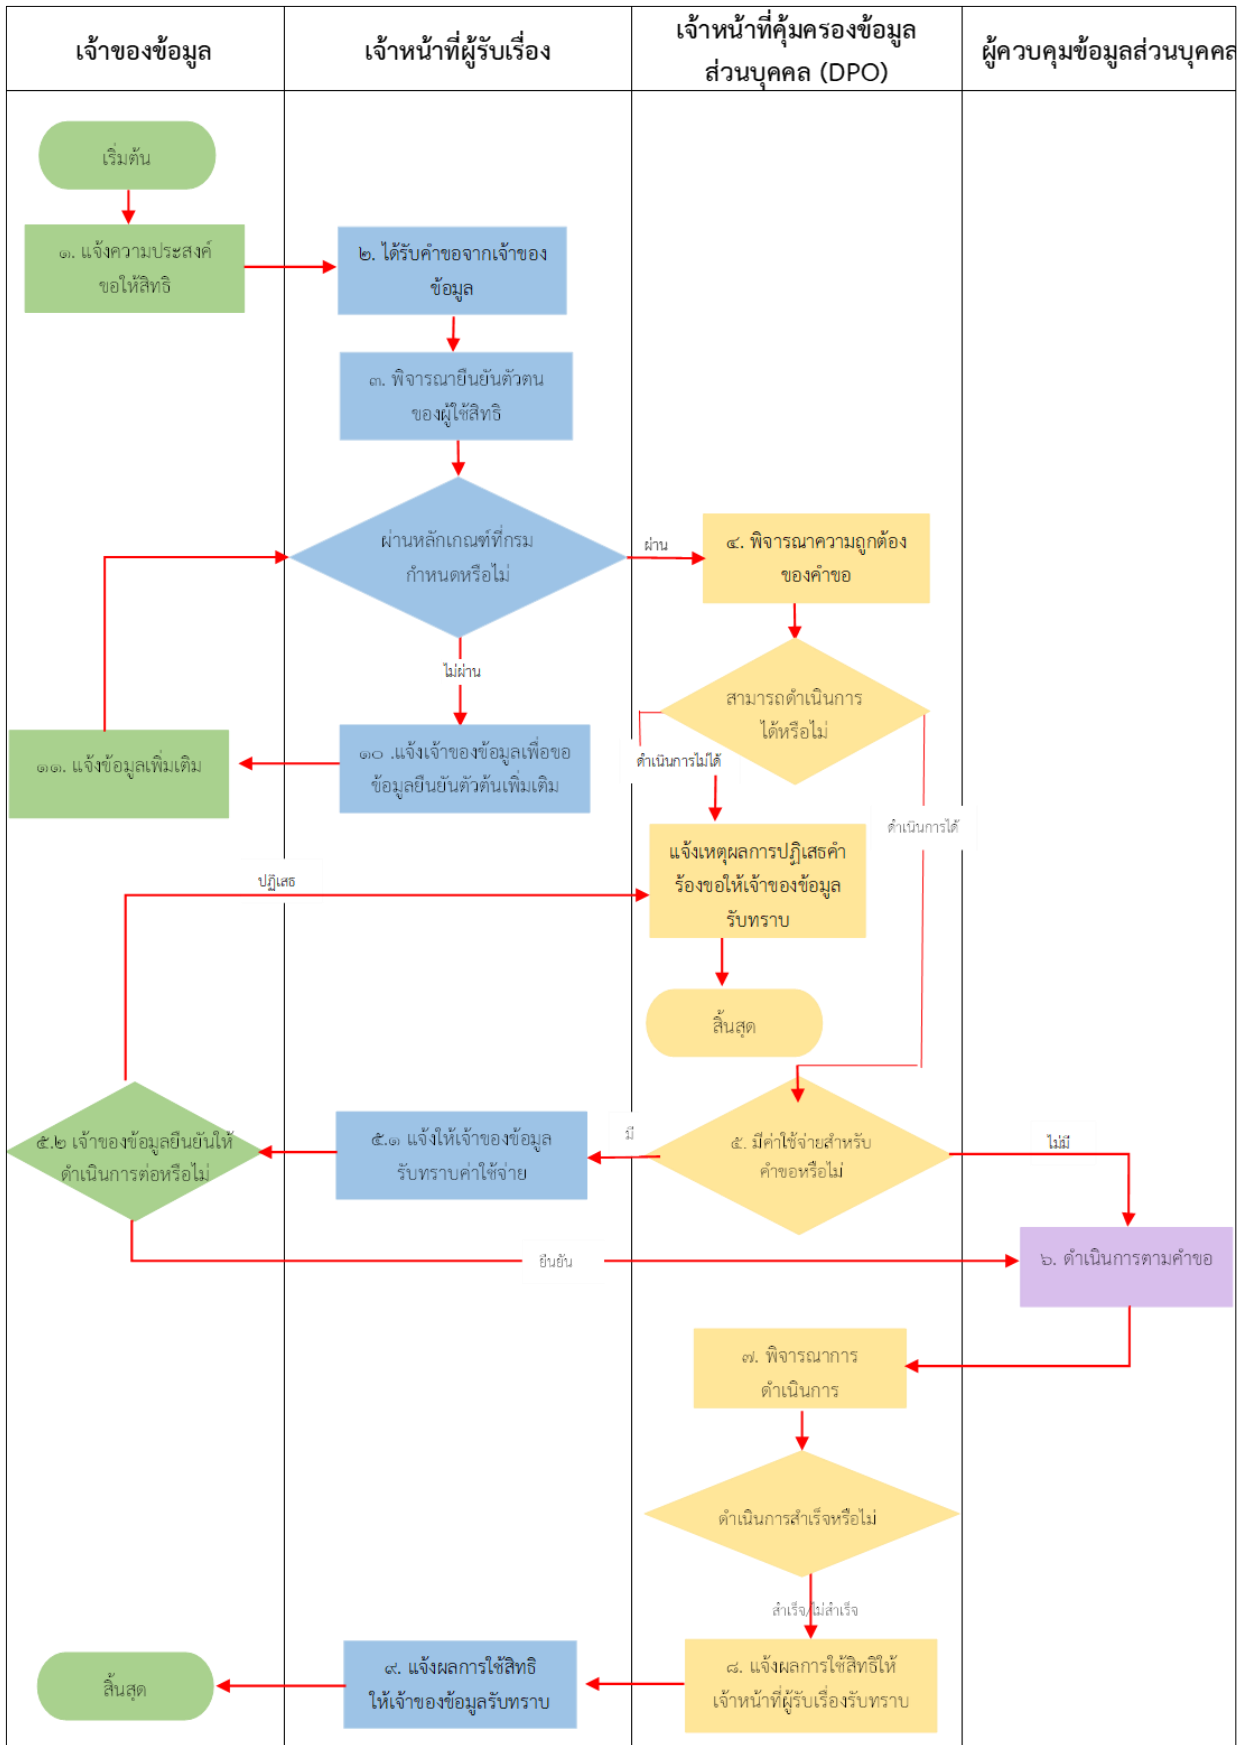 เจ้าของข้อมูล
เจ้าหน้าที่ผู้รับเรื่อง
เจ้าหน้าที่คุ้มครองข้อมูล
ส่วนบุคคล (DPO)
ผู้ควบคุมข้อมูลส่วนบุคคล
เริ่มต้น
๑. แจ้งความประสงค์
ขอให้สิทธิ
๒. ได้รับคำขอจากเจ้าของ
ข้อมูล
๓. พิจารณายืนยันตัวตน
ของผู้ใช้สิทธิ
ผ่านหลักเกณฑ์ที่กรม
กำหนดหรือไม่
ผ่าน
๔. พิจารณาความถูกต้อง
ของคำขอ
ไม่ผ่าน
สามารถดำเนินการ
ได้หรือไม่
๑๑. แจ้งข้อมูลเพิ่มเติม
๑๐ .แจ้งเจ้าของข้อมูลเพื่อขอ
ข้อมูลยืนยันตัวต้นเพิ่มเติม
ดำเนินการไม่ได้
ดำเนินการได้
แจ้งเหตุผลการปฏิเสธคำ
ร้องขอให้เจ้าของข้อมูล
รับทราบ
ปฏิเสธ
สิ้นสุด
๕.๒ เจ้าของข้อมูลยืนยันให้
ดำเนินการต่อหรือไม่
๕.๑ แจ้งให้เจ้าของข้อมูล
รับทราบค่าใช้จ่าย
มี
๕. มีค่าใช้จ่ายสำหรับ
คำขอหรือไม่
ไม่มี
ยืนยัน
๖. ดำเนินการตามคำขอ
๗. พิจารณาการ
ดำเนินการ
ดำเนินการสำเร็จหรือไม่
สำเร็จ/ไม่สำเร็จ
๘. แจ้งผลการใช้สิทธิให้
เจ้าหน้าที่ผู้รับเรื่องรับทราบ
๙. แจ้งผลการใช้สิทธิ
ให้เจ้าของข้อมูลรับทราบ
สิ้นสุด